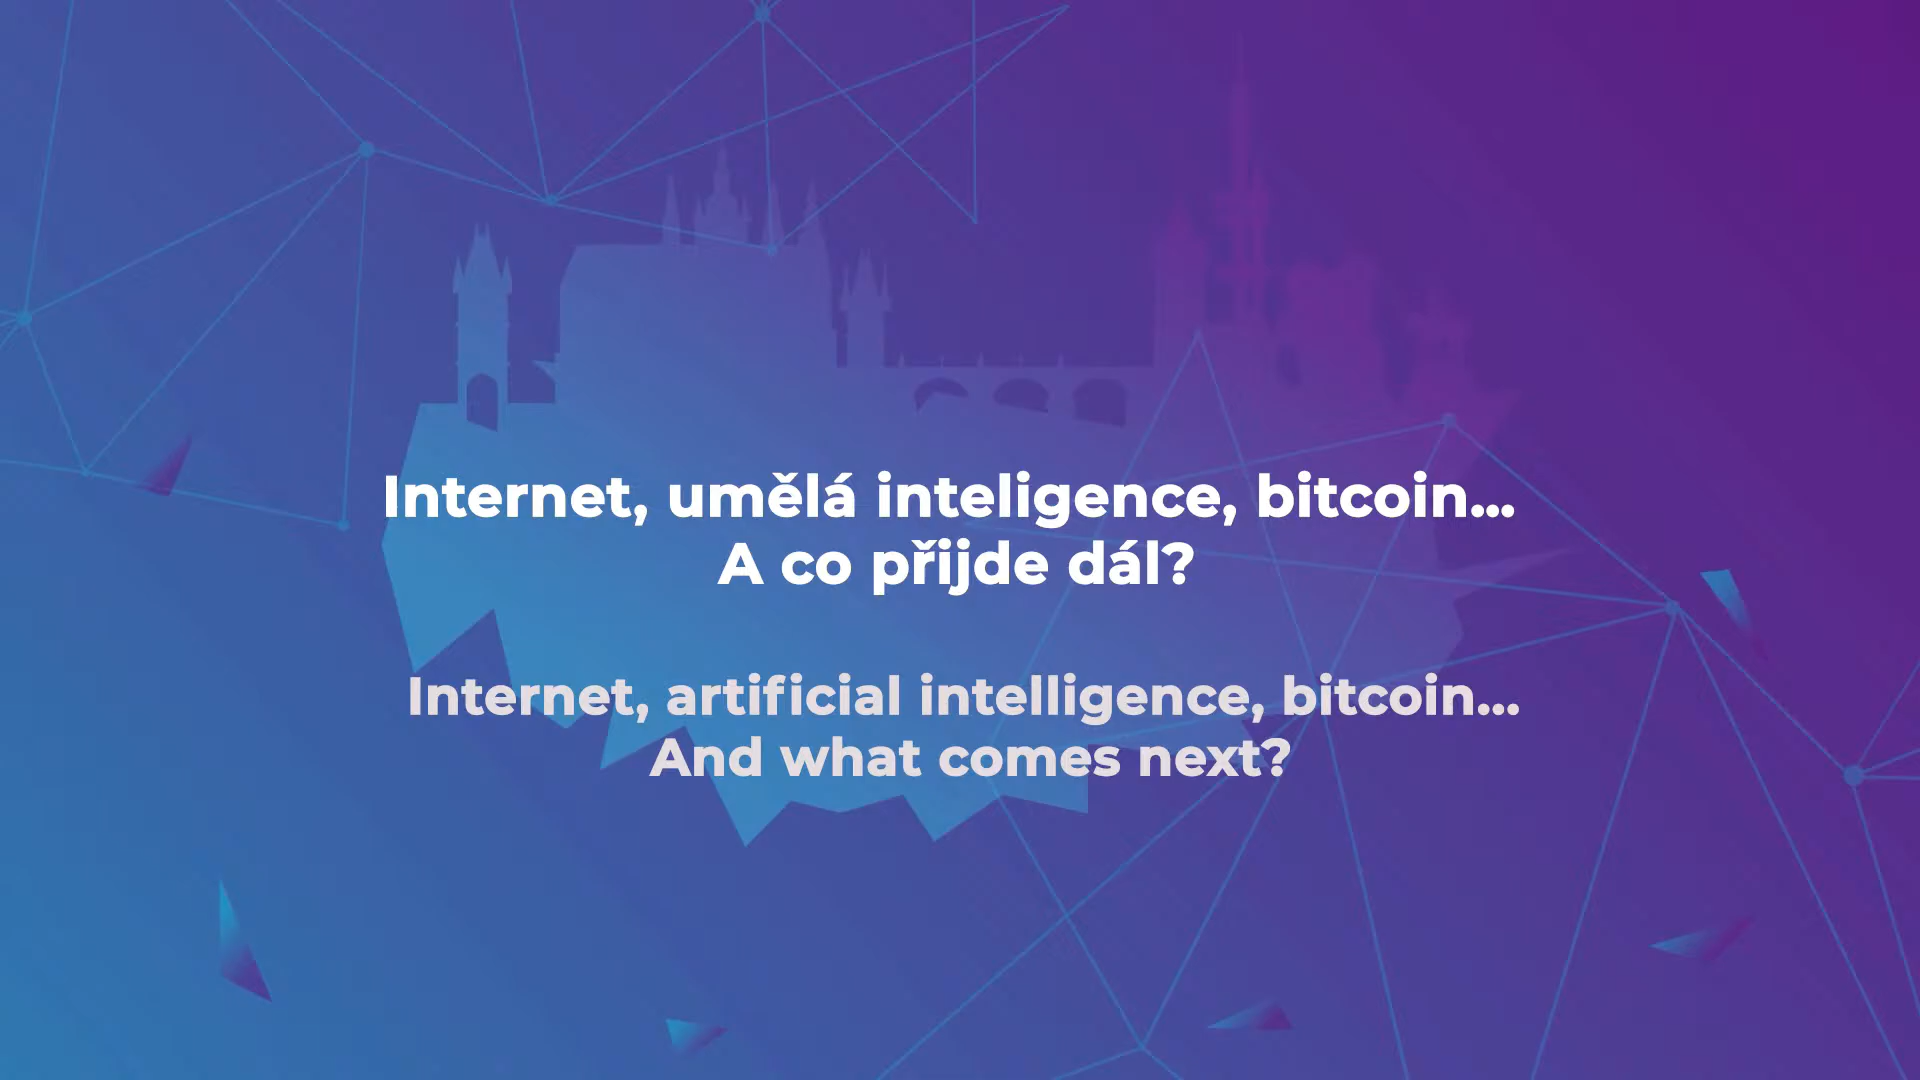 Internet, umělá inteligence, bitcoin...
A co přijde dál?
Internet, artificial intelligence, bitcoin...
And what comes next?